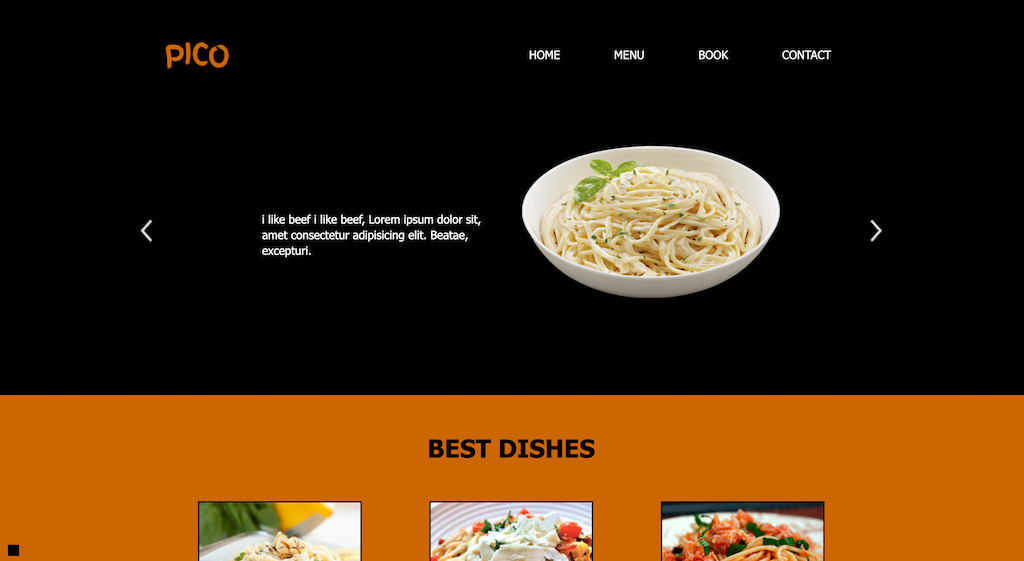 PICO
HOME MENU BOOK CONTACT
i like beef i like beef, Lorem ipsum dolor sit,
amet consectetur adipisicing elit. Beatae,
excepturi.
BEST DISHES